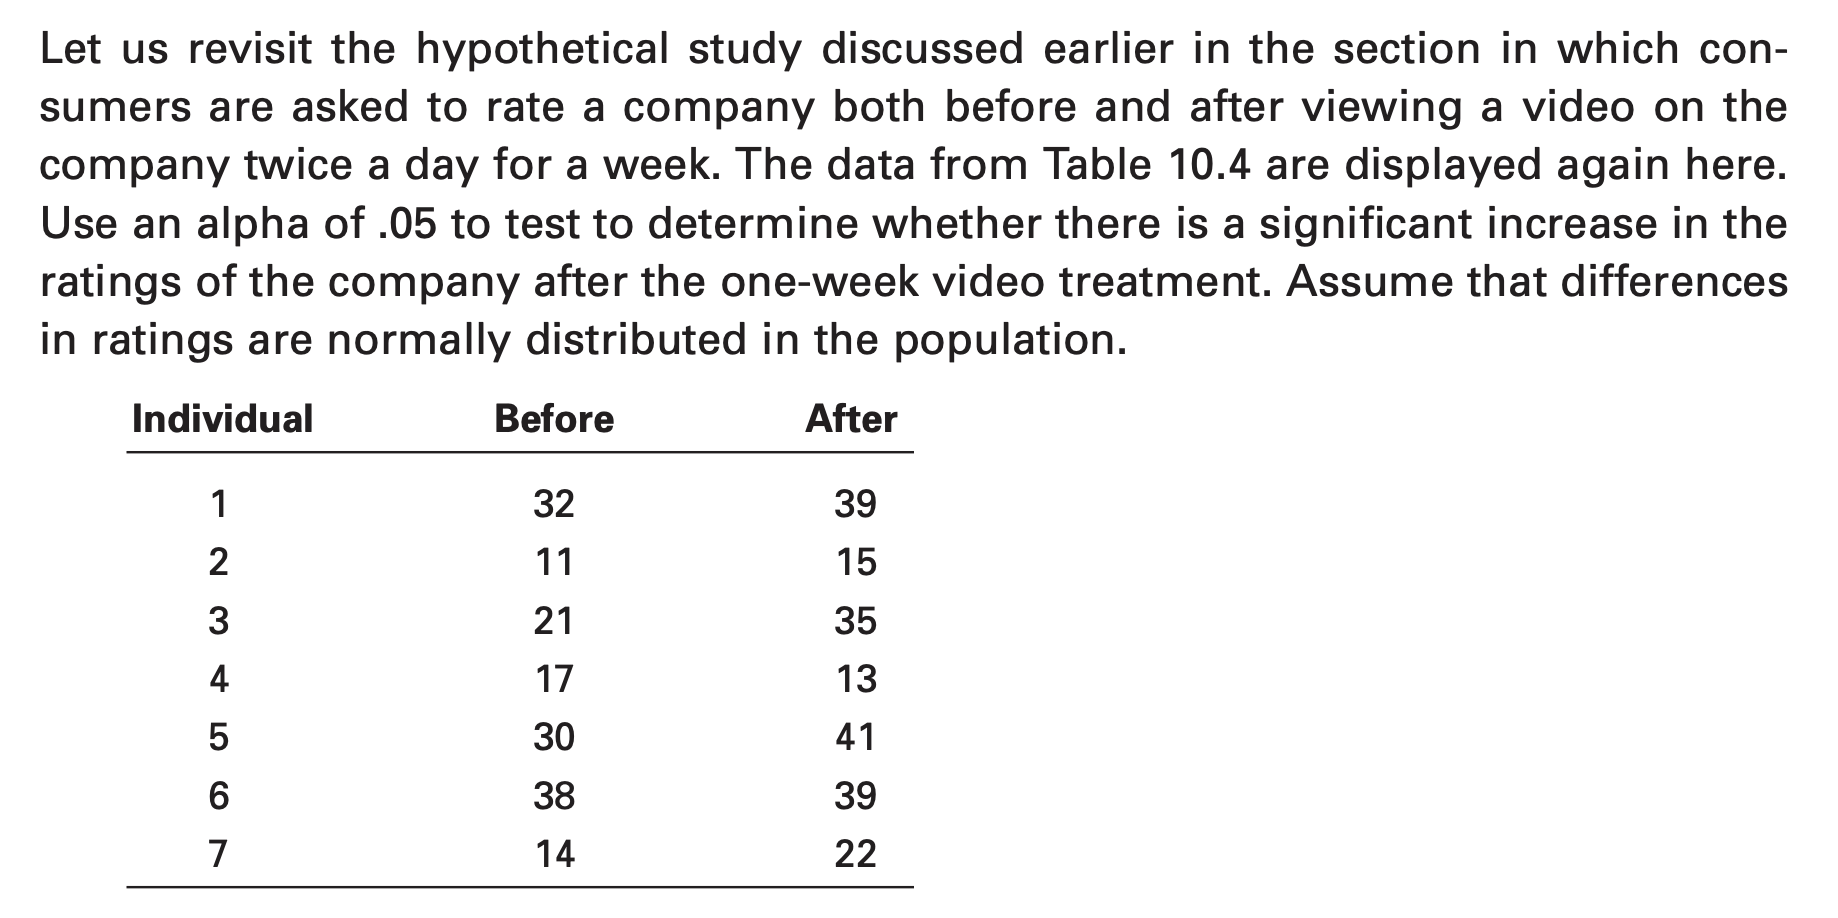 Let us revisit the hypothetical study discussed earlier in the section in which con-
sumers are asked to rate a company both before and after viewing a video on the
company twice a day for a week. The data from Table 10.4 are displayed again here.
Use an alpha of .05 to test to determine whether there is a significant increase in the
ratings of the company after the one-week video treatment. Assume that differences
in ratings are normally distributed in the population.
Individual Before After
1 32 39
2 11 15
3 21 35
4 17 13
5 30 41
6 38 39
7 14 22